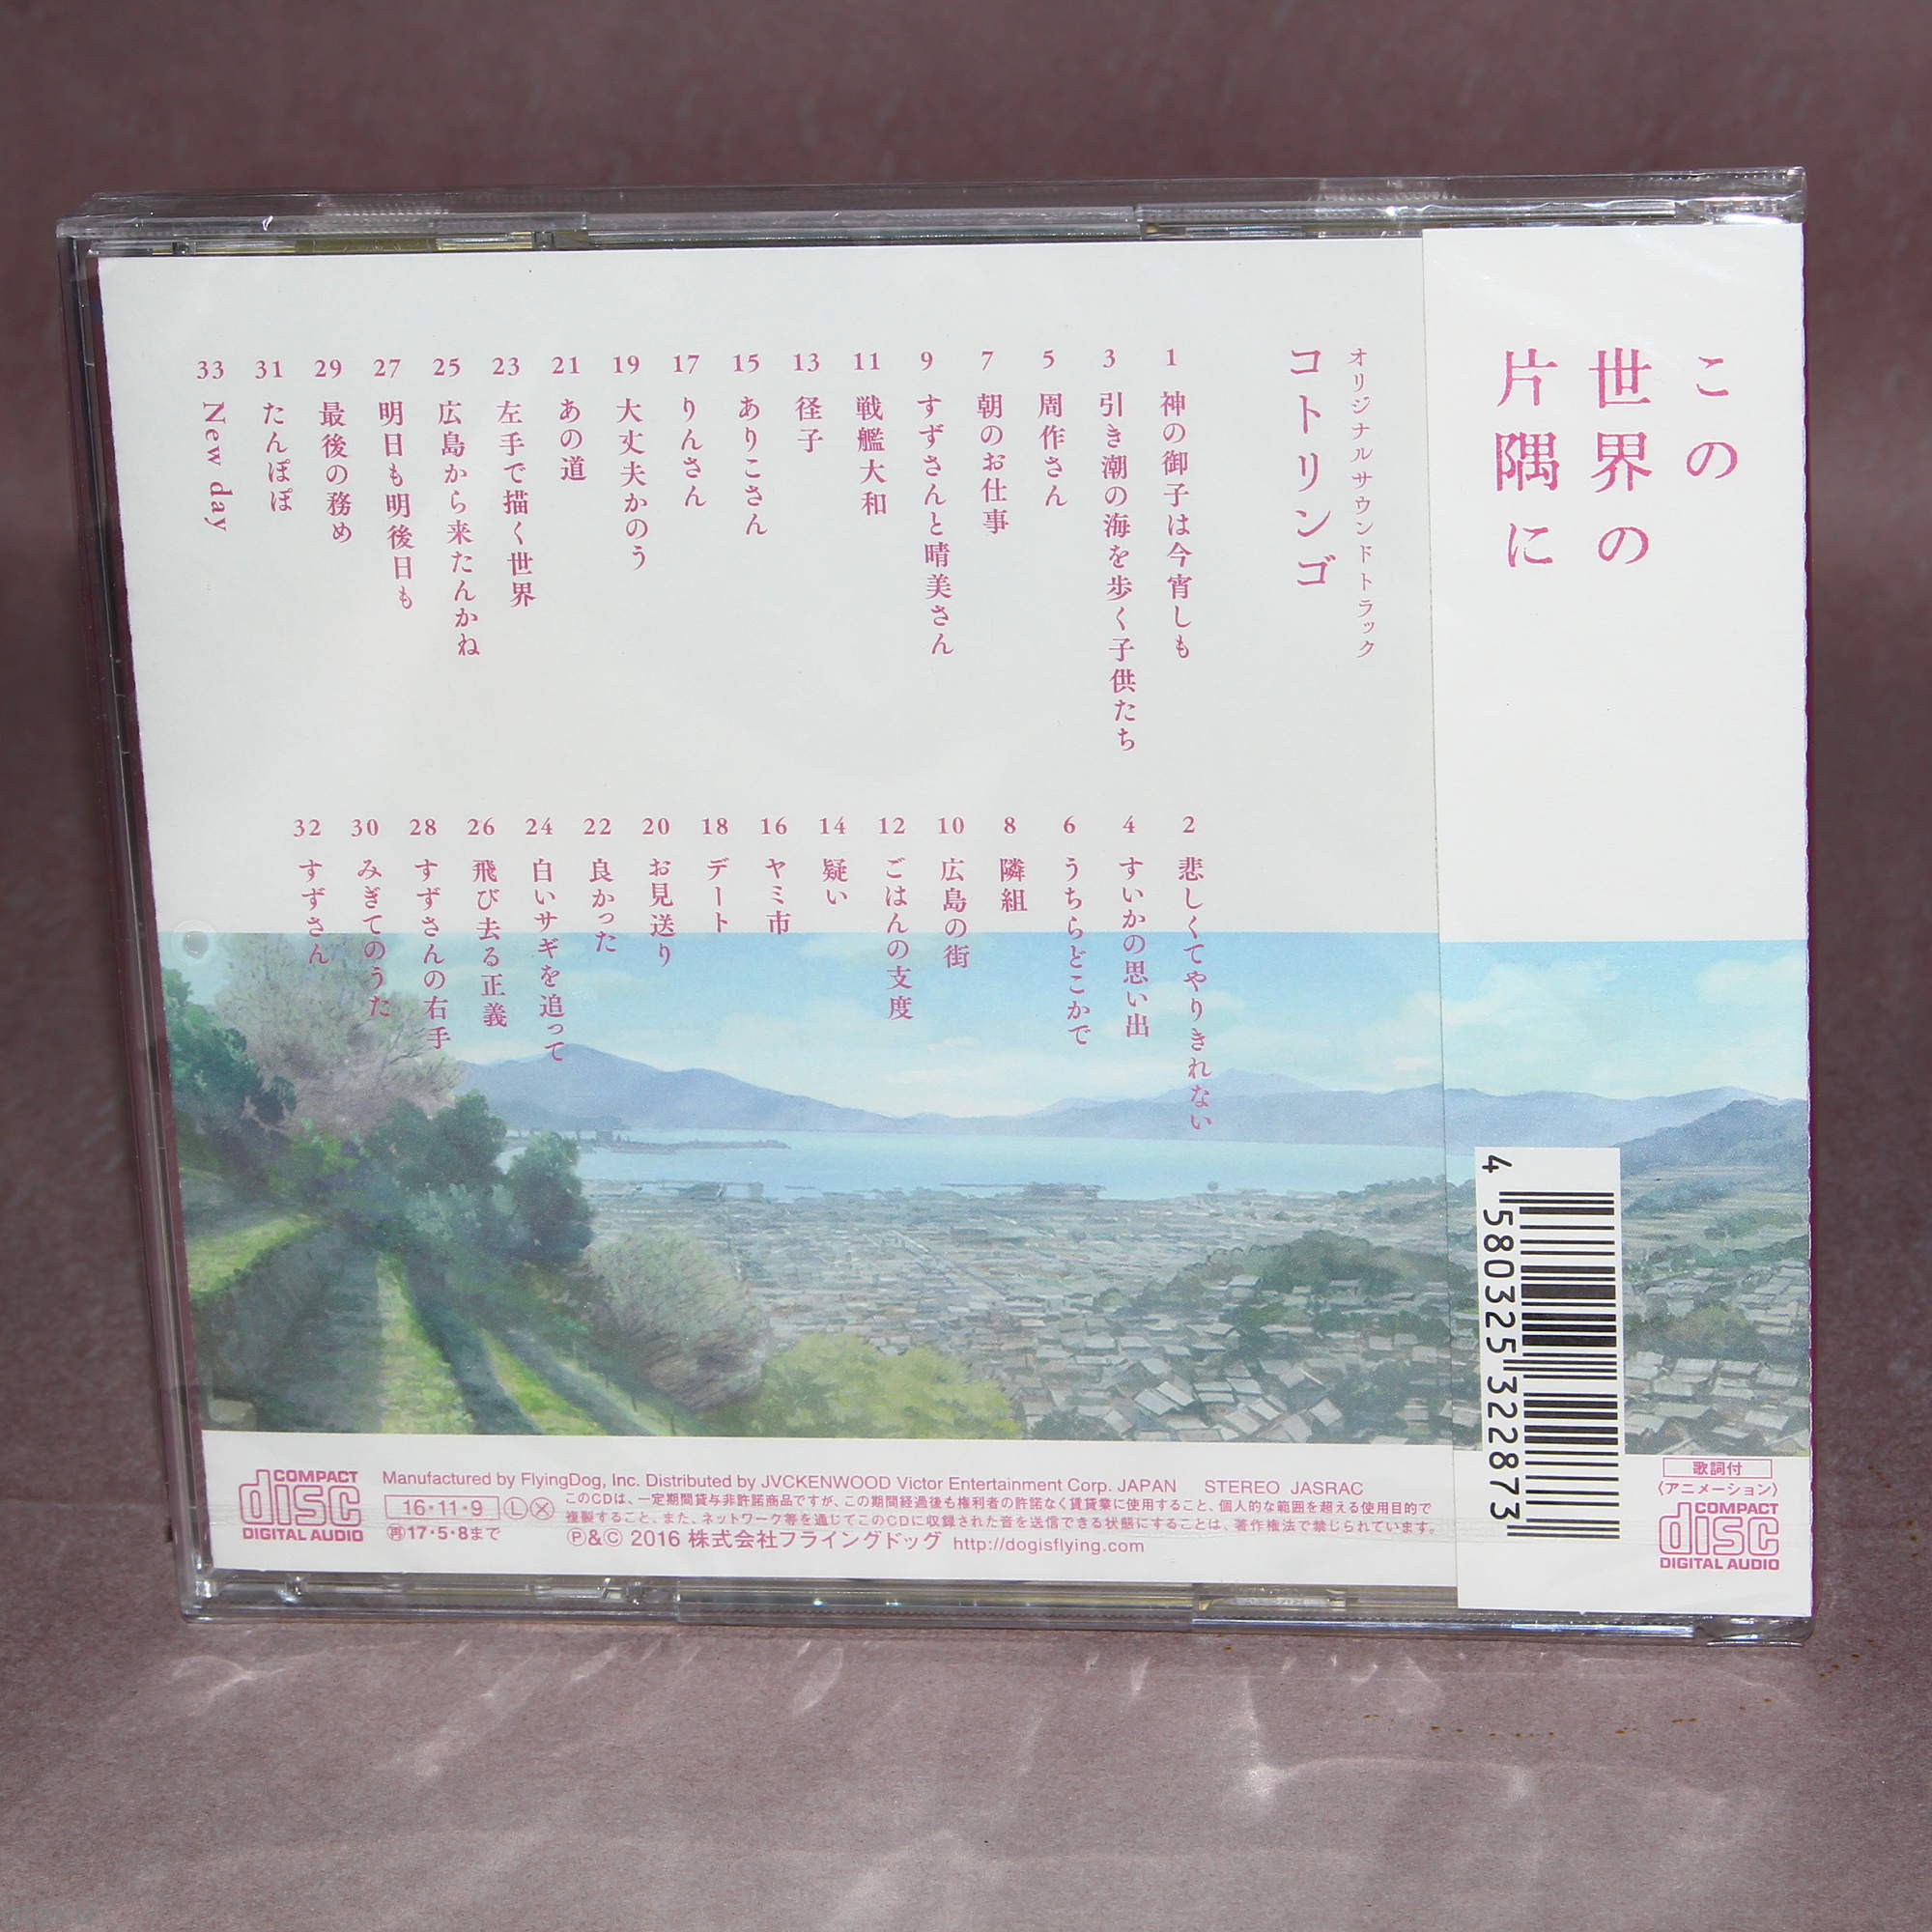 この
世界の
片隅に
オリジナルサウンドトラック
コトリンゴ
1 神の御子は今宵しも
2 悲しくてやりきれない
3 引き潮の海を歩く子供たち
4 すいかの思い出
5 周作さん
6 うちらどこかで
7 朝のお仕事
8 隣組
9 すずさんと晴美さん
10 広島の街
11 戦艦大和
12 ごはんの支度
13 径子
14 疑い
15 ありこさん
16 ヤミ市
17 りんさん
18 デート
19 大丈夫かのう
20 お見送り
21 あの道
22 良かった
23 左手で描く世界
24 白いサギを追って
25 広島から来たんかね
26 飛び去る正義
27 明日も明後日も
28 すずさんの右手
29 最後の務め
30 みぎてのうた
31 たんぽぽ
32 すずさん
33 New day
4 580325 322873
歌詞付
〈アニメーション〉
COMPACT
disc
DIGITAL AUDIO
COMPACT
disc
DIGITAL AUDIO
Manufactured by FlyingDog, Inc. Distributed by JVCKENWOOD Victor Entertainment Corp. JAPAN STEREO JASRAC
16・11・9 Ⓛ Ⓧ
㊢17・5・8まで
このCDは、一定期間貸与非許諾商品ですが、この期間経過後も権利者の許諾なく賃貸業に使用すること、個人的な範囲を超える使用目的で
複製すること、また、ネットワーク等を通じてこのCDに収録された音を送信できる状態にすることは、著作権法で禁じられています。
Ⓟ&Ⓒ 2016 株式会社フライングドッグ http://dogisflying.com